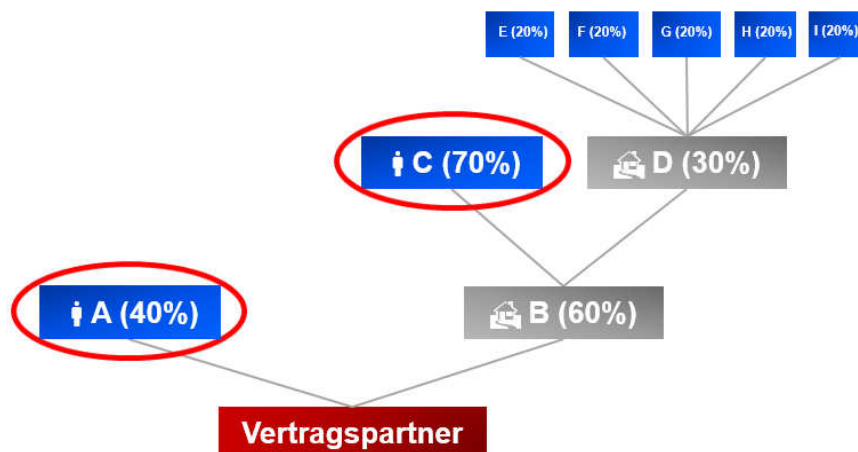 E (20%)
F (20%)
G (20%)
H (20%)
I (20%)
C (70%)
D (30%)
A (40%)
B (60%)
Vertragspartner